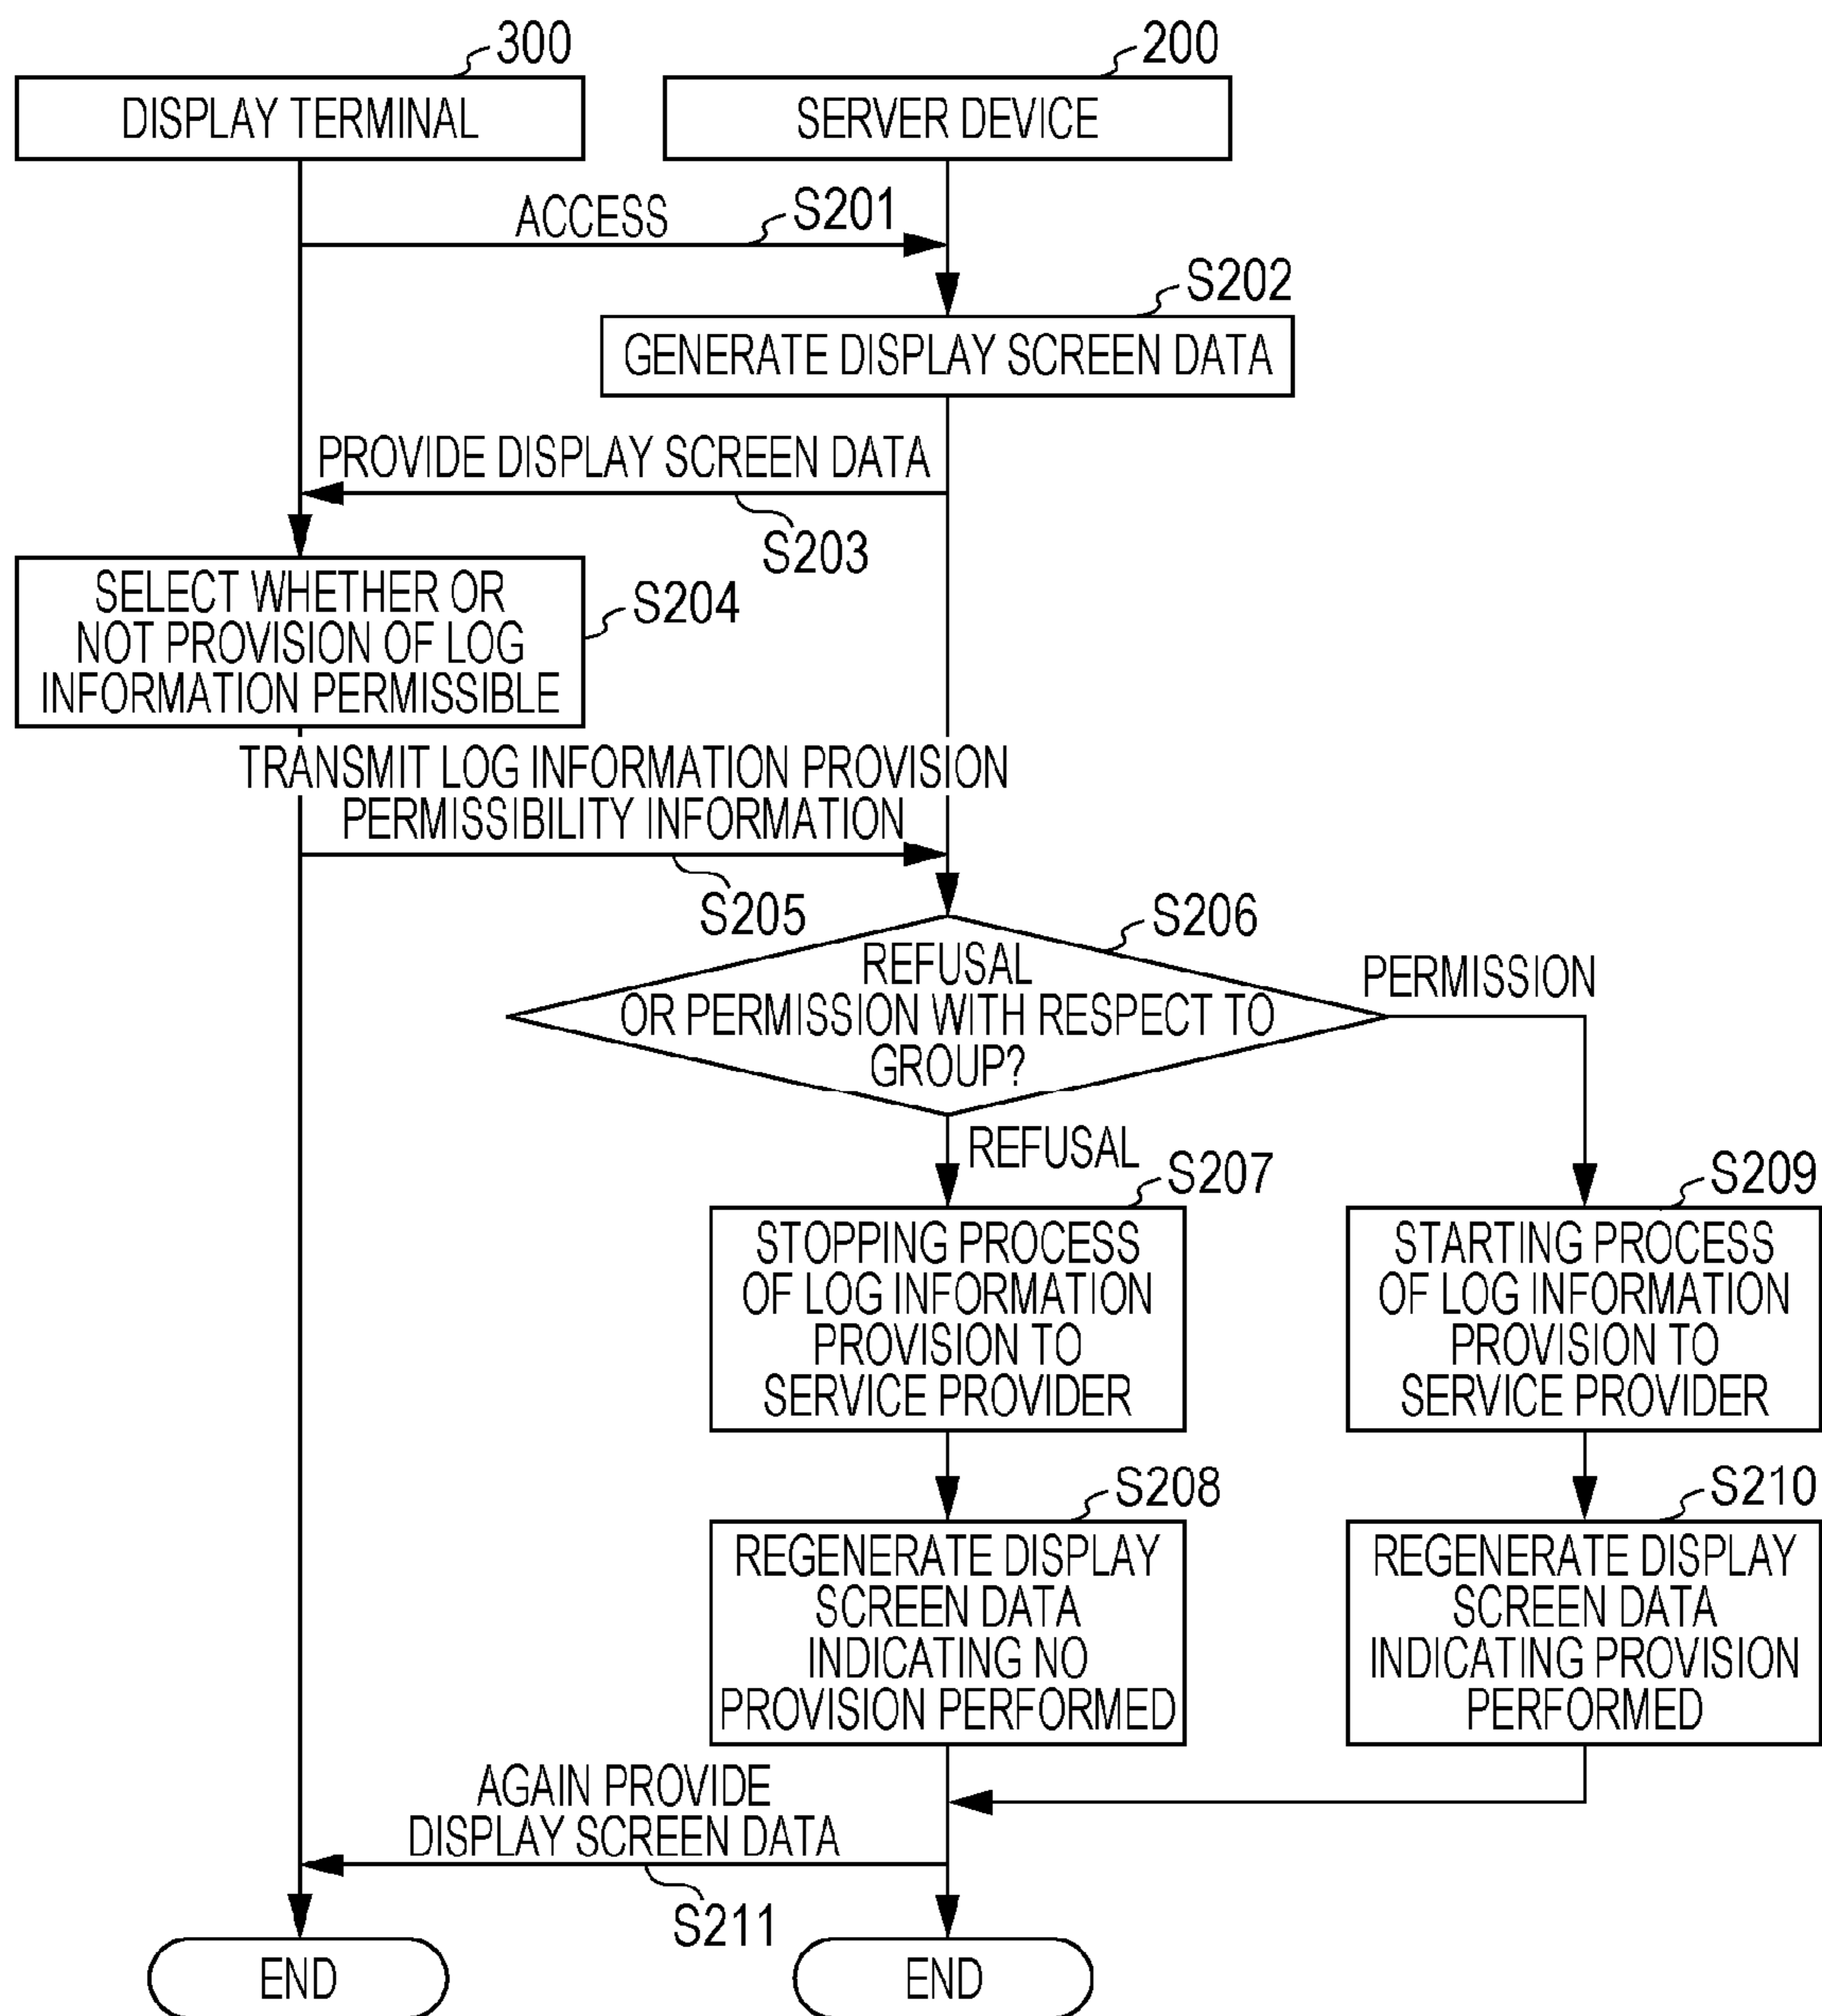 300
200
DISPLAY TERMINAL
SERVER DEVICE
ACCESS
S201
S202
GENERATE DISPLAY SCREEN DATA
PROVIDE DISPLAY SCREEN DATA
S203
SELECT WHETHER OR
NOT PROVISION OF LOG
INFORMATION PERMISSIBLE
S204
TRANSMIT LOG INFORMATION PROVISION
PERMISSIBILITY INFORMATION
S205
S206
REFUSAL
OR PERMISSION WITH RESPECT TO
GROUP?
PERMISSION
REFUSAL
S207
STOPPING PROCESS
OF LOG INFORMATION
PROVISION TO
SERVICE PROVIDER
S209
STARTING PROCESS
OF LOG INFORMATION
PROVISION TO
SERVICE PROVIDER
S208
REGENERATE DISPLAY
SCREEN DATA
INDICATING NO
PROVISION PERFORMED
S210
REGENERATE DISPLAY
SCREEN DATA
INDICATING PROVISION
PERFORMED
AGAIN PROVIDE
DISPLAY SCREEN DATA
S211
END
END